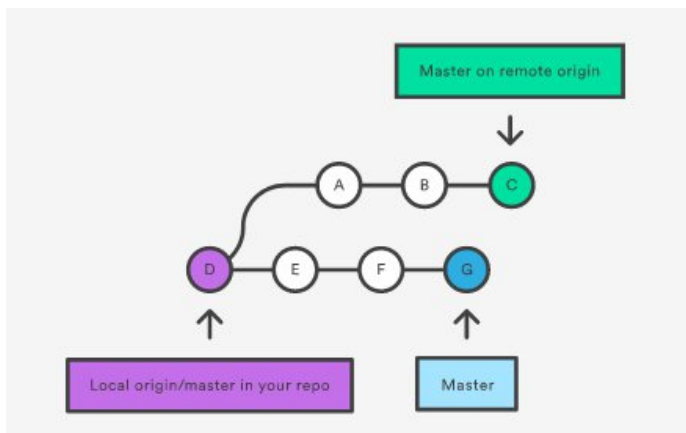 Master on remote origin
A
B
C
D
E
F
G
Local origin/master in your repo
Master